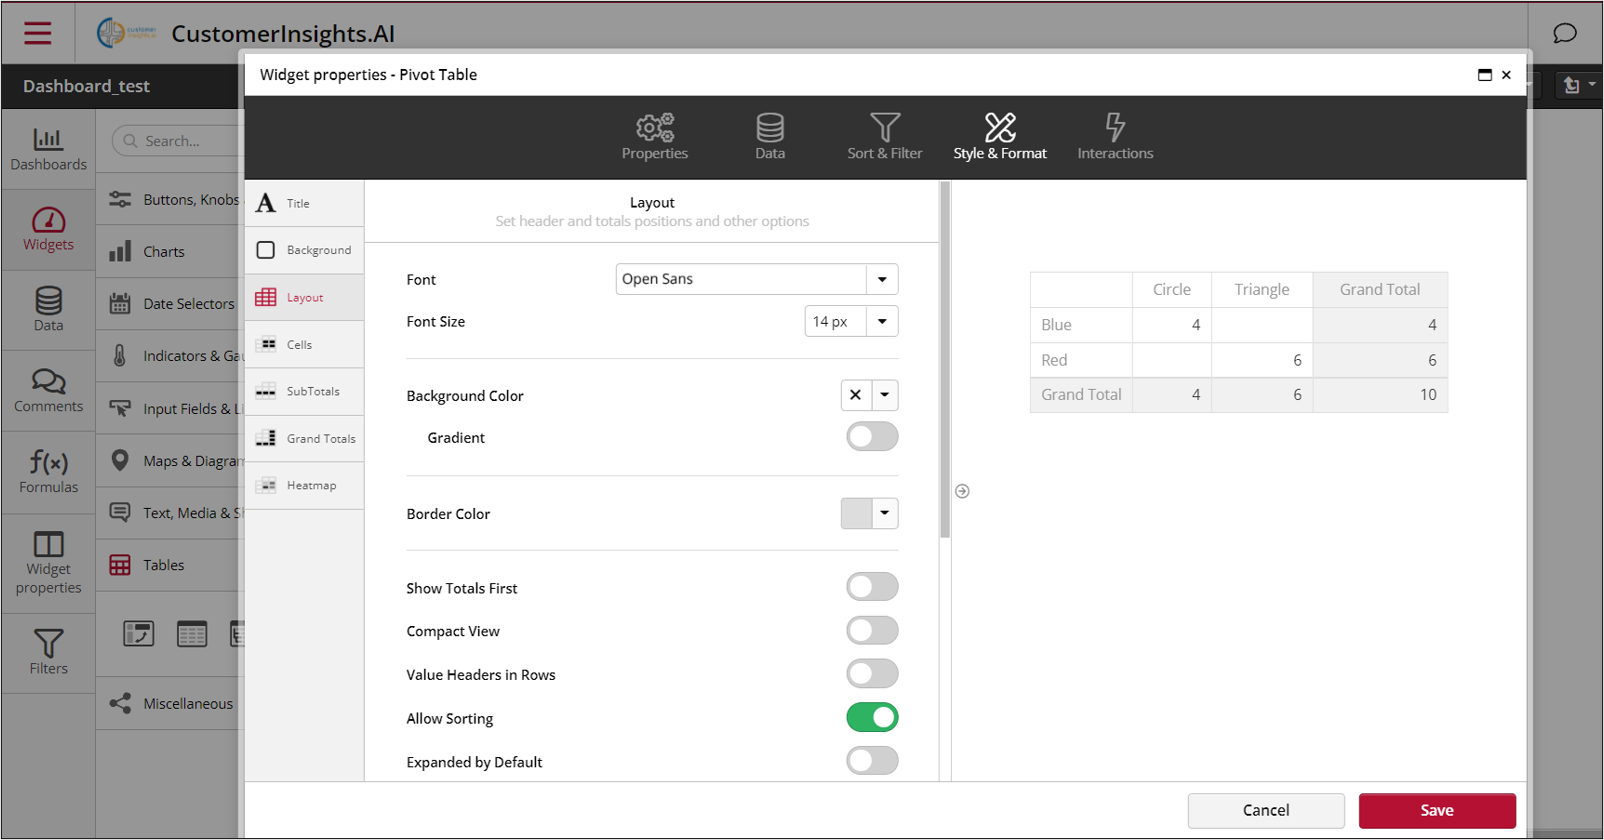 customer
insights.ai
CustomerInsights.AI
Dashboard_test
Widget properties - Pivot Table
Properties
Data
Sort & Filter
Style & Format
Interactions
Dashboards
Widgets
Data
Comments
f(x)
Formulas
Widget
properties
Filters
Search...
Buttons, Knobs
Charts
Date Selectors
Indicators & Gau
Input Fields & Li
Maps & Diagram
Text, Media & Sh
Tables
Miscellaneous
A Title
Background
Layout
Cells
SubTotals
Grand Totals
Heatmap
Layout
Set header and totals positions and other options
Font Open Sans
Font Size 14 px
Background Color
Gradient
Border Color
Show Totals First
Compact View
Value Headers in Rows
Allow Sorting
Expanded by Default
Circle Triangle Grand Total
Blue 4 4
Red 6 6
Grand Total 4 6 10
Cancel
Save